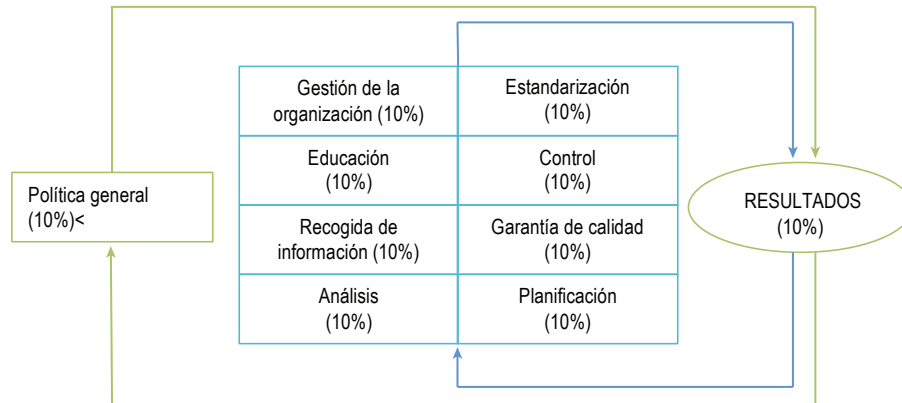 Gestión de la
organización (10%)
Estandarización
(10%)
Educación
(10%)
Control
(10%)
Política general
(10%)<
RESULTADOS
(10%)
Recogida de
información (10%)
Garantía de calidad
(10%)
Análisis
(10%)
Planificación
(10%)